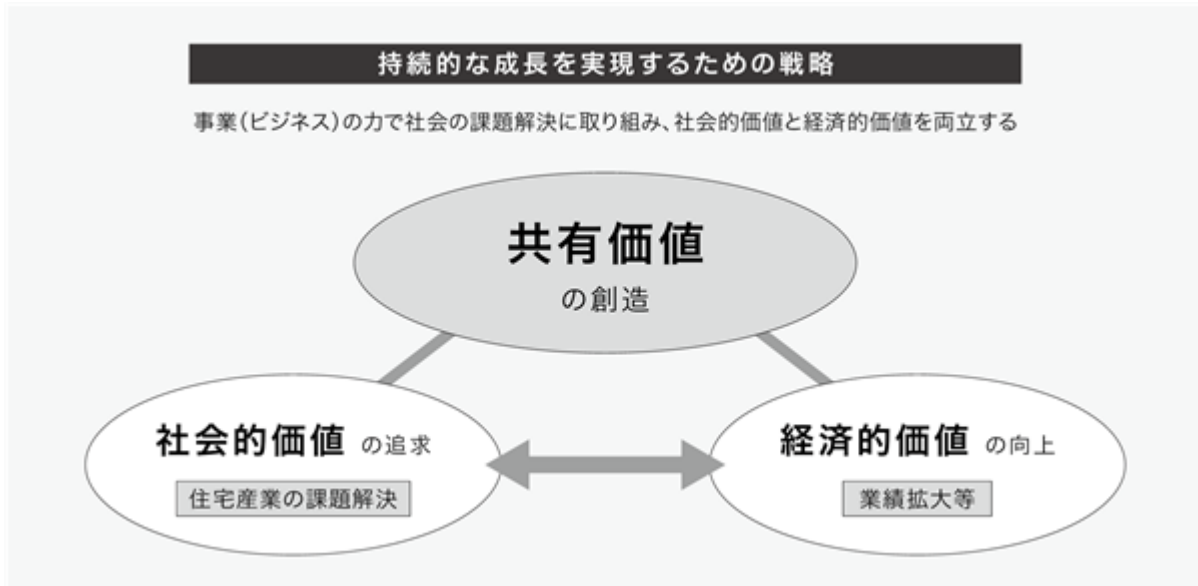 持続的な成長を実現するための戦略
事業(ビジネス)の力で社会の課題解決に取り組み、社会的価値と経済的価値を両立する
共有価値
の創造
社会的価値 の追求
住宅産業の課題解決
経済的価値 の向上
業績拡大等